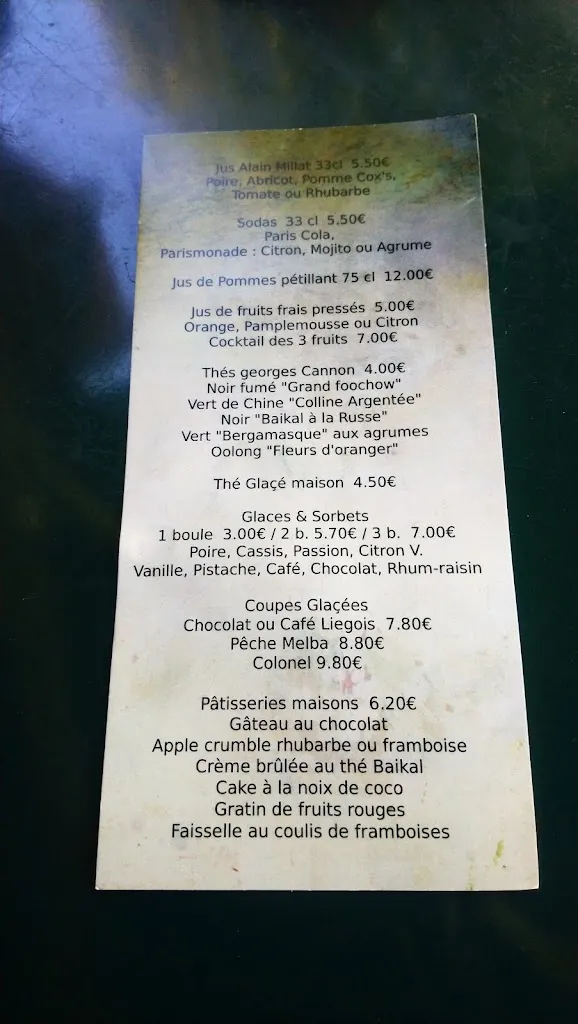 Jus Alain Millat 33cl 5.50€
Poire, Abricot, Pomme Cox's,
Tomate ou Rhubarbe
Sodas 33 cl 5.50€
Paris Cola,
Parismonade : Citron, Mojito ou Agrume
Jus de Pommes pétillant 75 cl 12.00€
Jus de fruits frais pressés 5.00€
Orange, Pamplemousse ou Citron
Cocktail des 3 fruits 7.00€
Thés georges Cannon 4.00€
Noir fumé "Grand foochow"
Vert de Chine "Colline Argentée"
Noir "Baikal à la Russe"
Vert "Bergamasque" aux agrumes
Oolong "Fleurs d'oranger"
Thé Glaçé maison 4.50€
Glaces & Sorbets
1 boule 3.00€ / 2 b. 5.70€ / 3 b. 7.00€
Poire, Cassis, Passion, Citron V.
Vanille, Pistache, Café, Chocolat, Rhum-raisin
Coupes Glaçées
Chocolat ou Café Liegois 7.80€
Pêche Melba 8.80€
Colonel 9.80€
Pâtisseries maisons 6.20€
Gâteau au chocolat
Apple crumble rhubarbe ou framboise
Crème brûlée au thé Baikal
Cake à la noix de coco
Gratin de fruits rouges
Faisselle au coulis de framboises